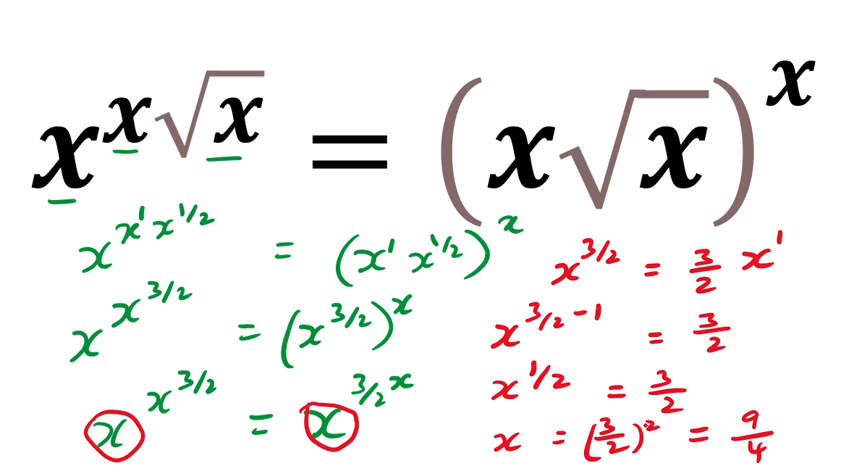 x^{x√x} = (x√x)^x
x^{x^1 x^{1/2}} = (x^1 x^{1/2})^x
x^{x^{3/2}} = (x^{3/2})^x
x^{x^{3/2}} = x^{3/2 x}
x^{3/2} = 3/2 x^1
x^{3/2 - 1} = 3/2
x^{1/2} = 3/2
x = (3/2)^2 = 9/4